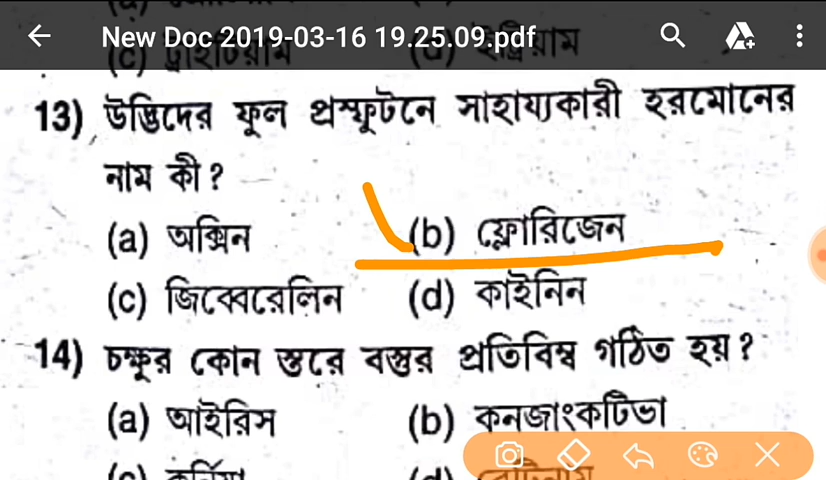 New Doc 2019-03-16 19.25.09.pdf
13) উদ্ভিদের ফুল প্রস্ফুটনে সাহায্যকারী হরমোনের
নাম কী ?
(a) অক্সিন (b) ফ্লোরিজেন
(c) জিব্বেরেলিন (d) কাইনিন
14) চক্ষুর কোন স্তরে বস্তুর প্রতিবিম্ব গঠিত হয় ?
(a) আইরিস (b) কনজাংকটিভা
(c) কর্নিয়া (d)